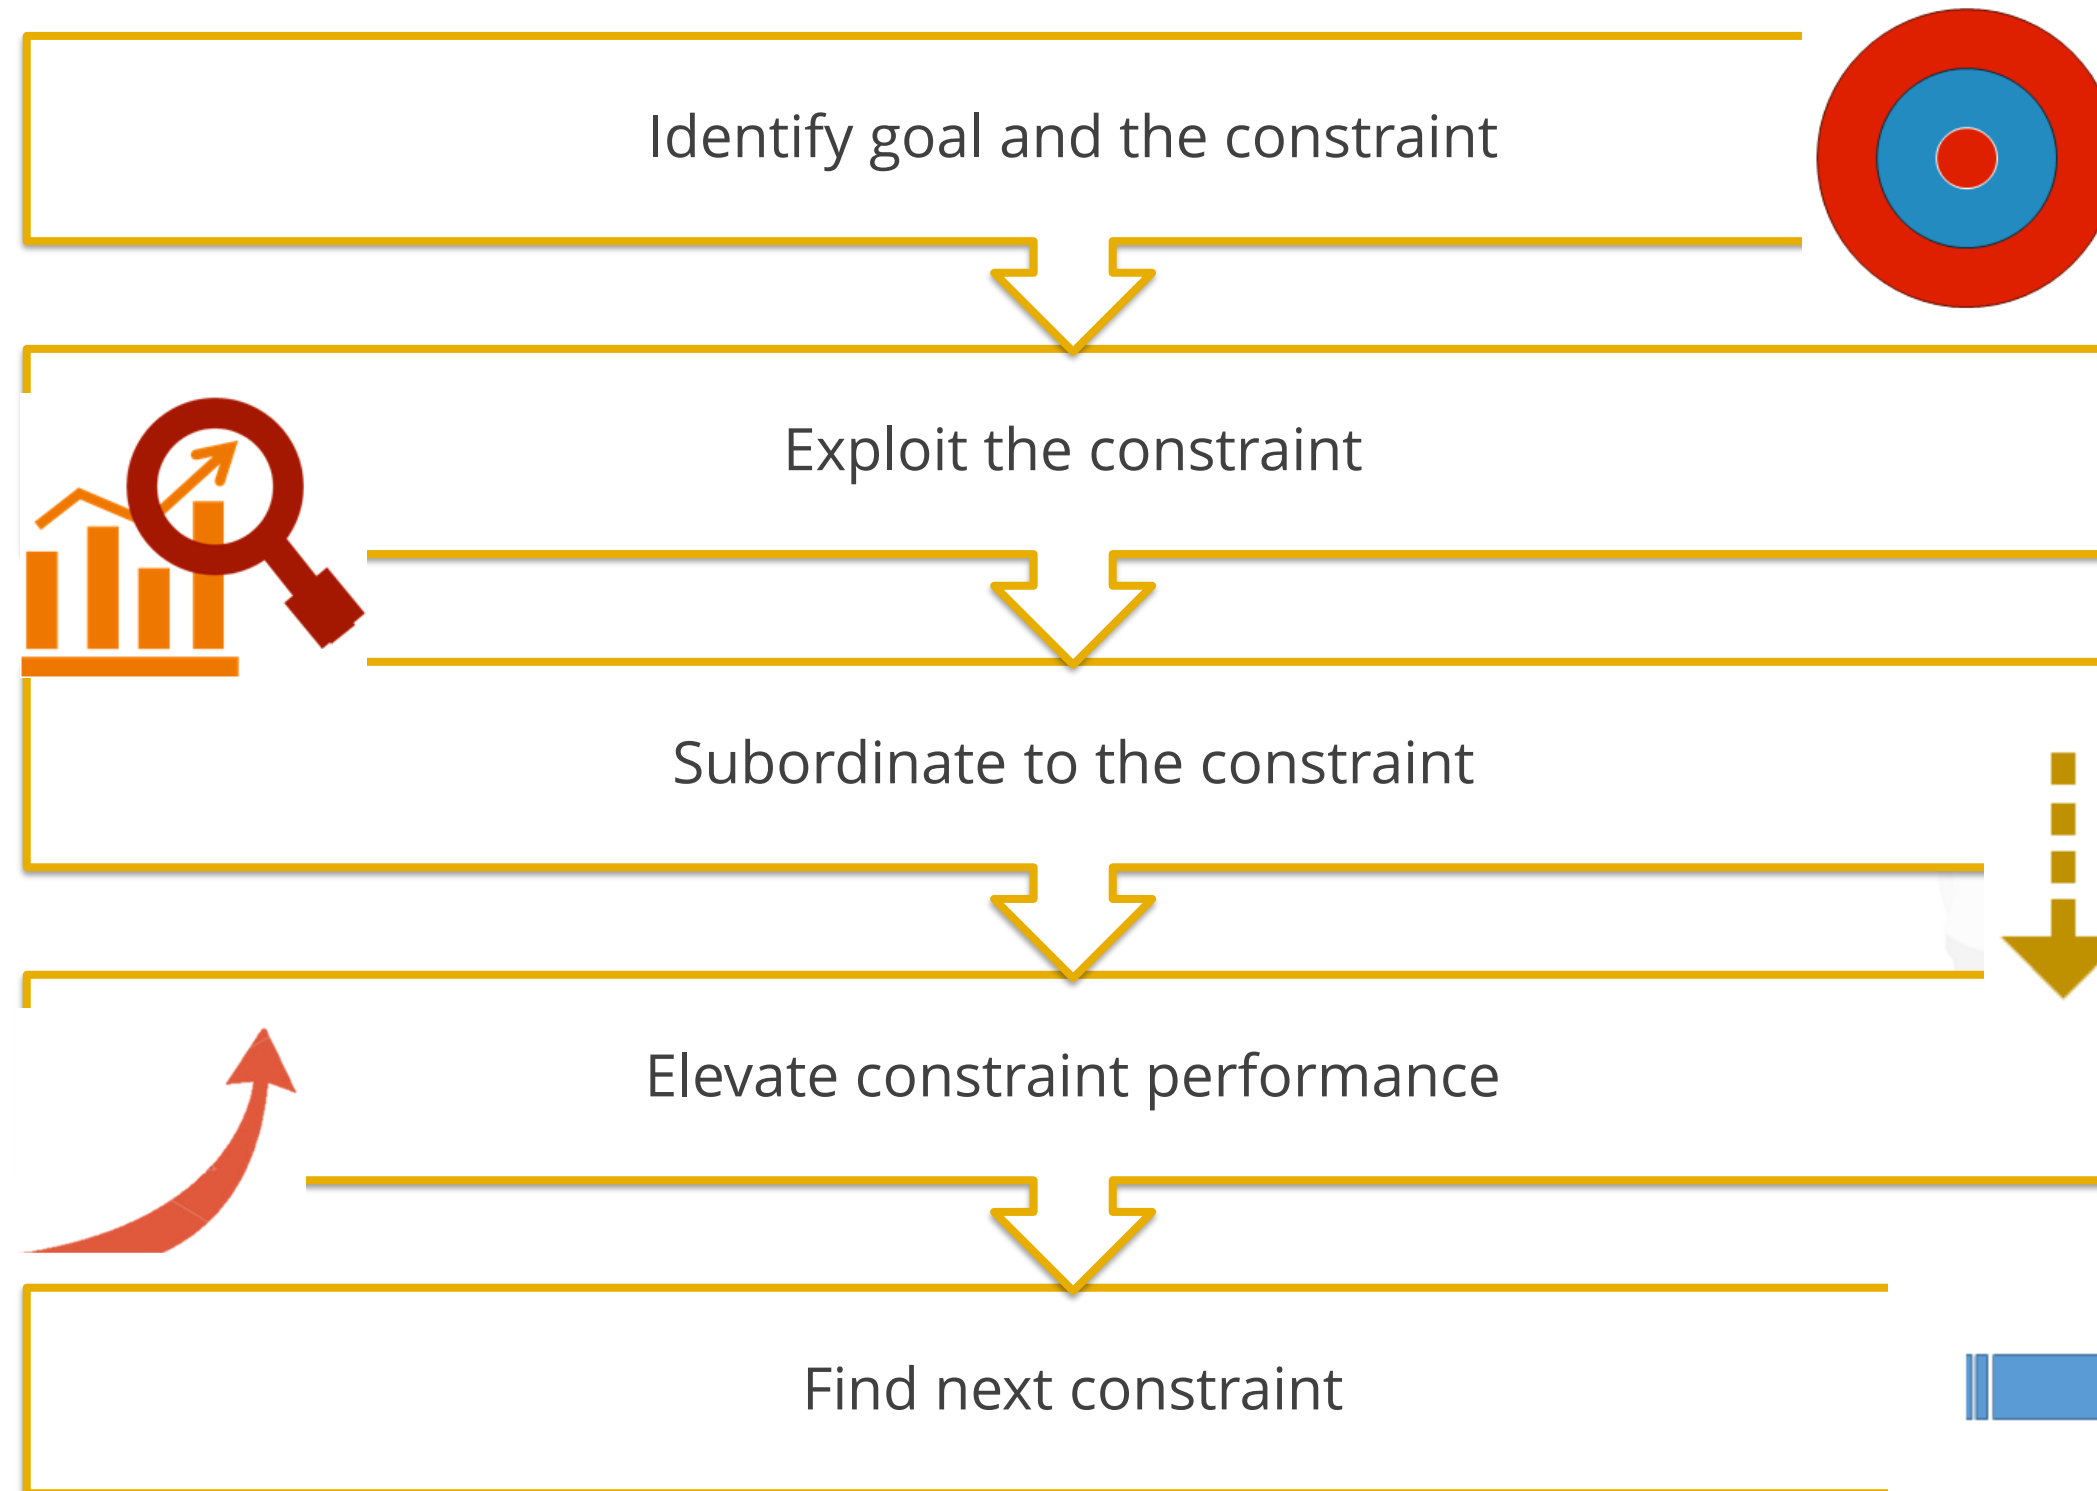 Identify goal and the constraint
Exploit the constraint
Subordinate to the constraint
Elevate constraint performance
Find next constraint